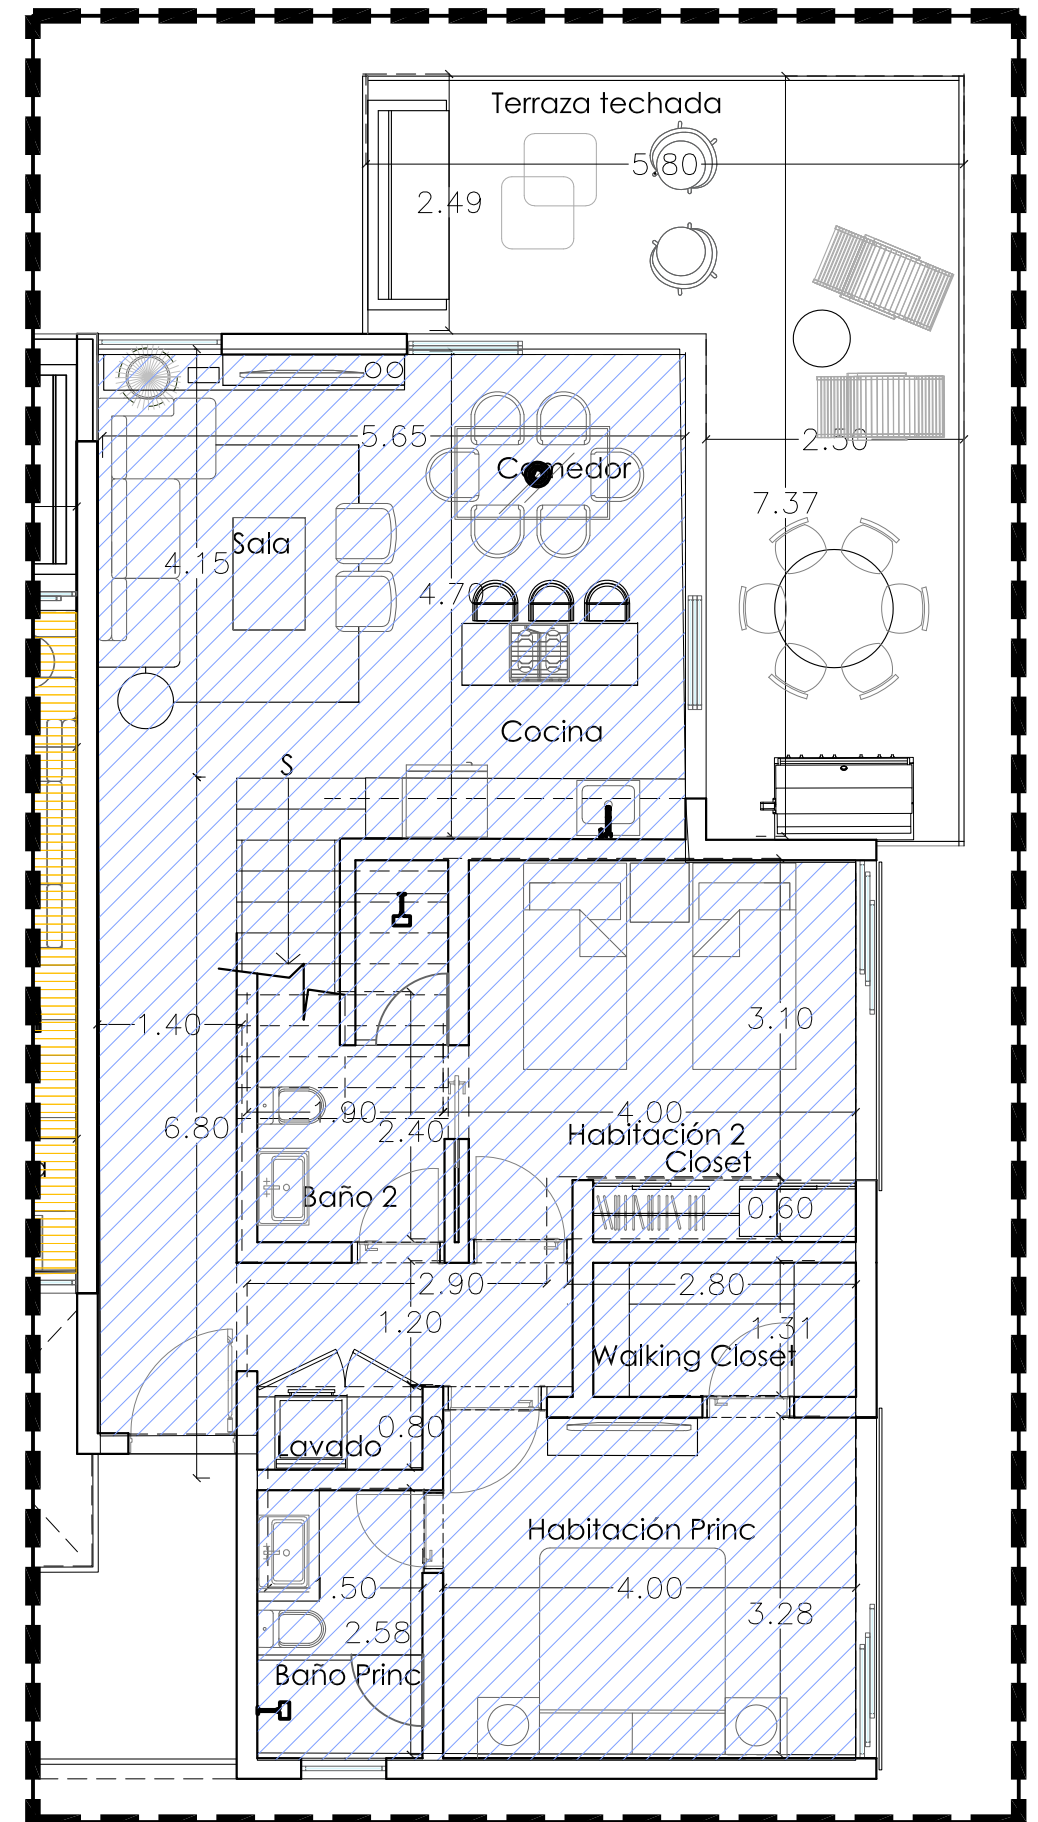 Terraza techada
5.80
2.49
5.65
2.50
Comedor
7.37
Sala
4.15
4.70
Cocina
S
3.10
1.40
1.90
4.00
6.80
2.40
Habitación 2
Closet
Baño 2
0.60
2.90
2.80
1.20
1.31
Walking Closet
0.80
Lavado
Habitación Princ
.50
4.00
3.28
2.58
Baño Princ
a